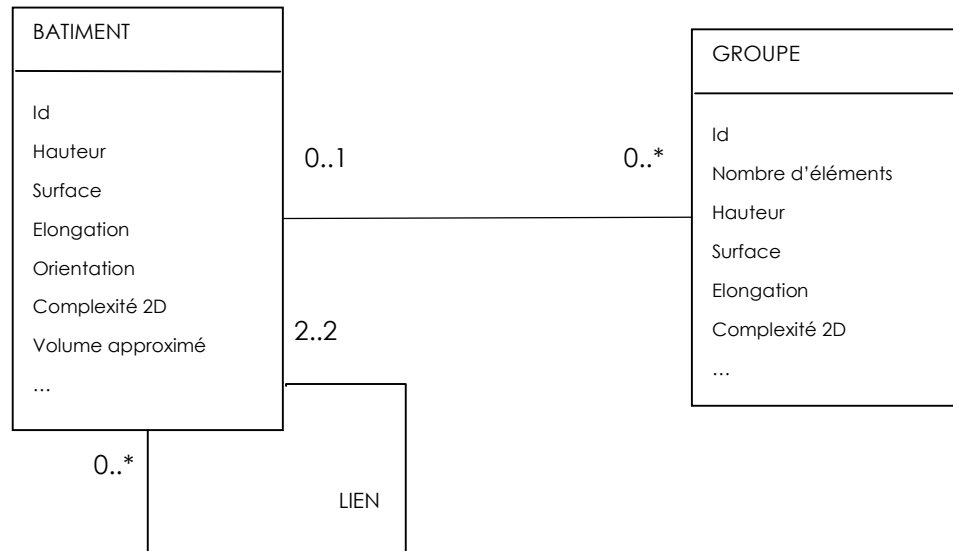 BATIMENT
Id
Hauteur
Surface
Elongation
Orientation
Complexité 2D
Volume approximé
…
0..1
0..*
GROUPE
Id
Nombre d’éléments
Hauteur
Surface
Elongation
Complexité 2D
…
2..2
0..*
LIEN